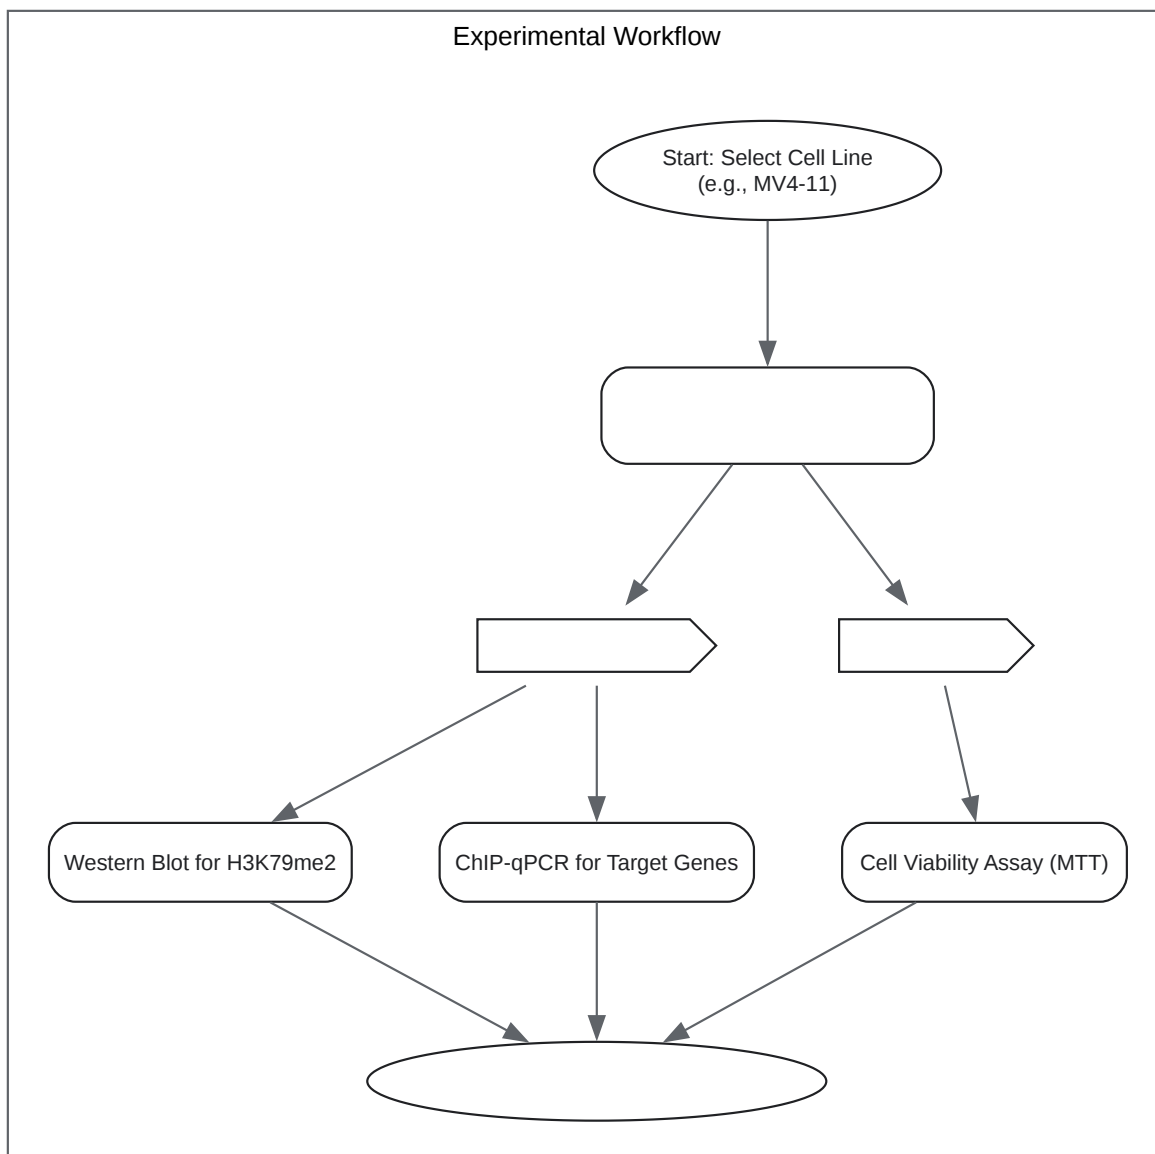 Experimental Workflow
Start: Select Cell Line
(e.g., MV4-11)
Western Blot for H3K79me2
ChIP-qPCR for Target Genes
Cell Viability Assay (MTT)